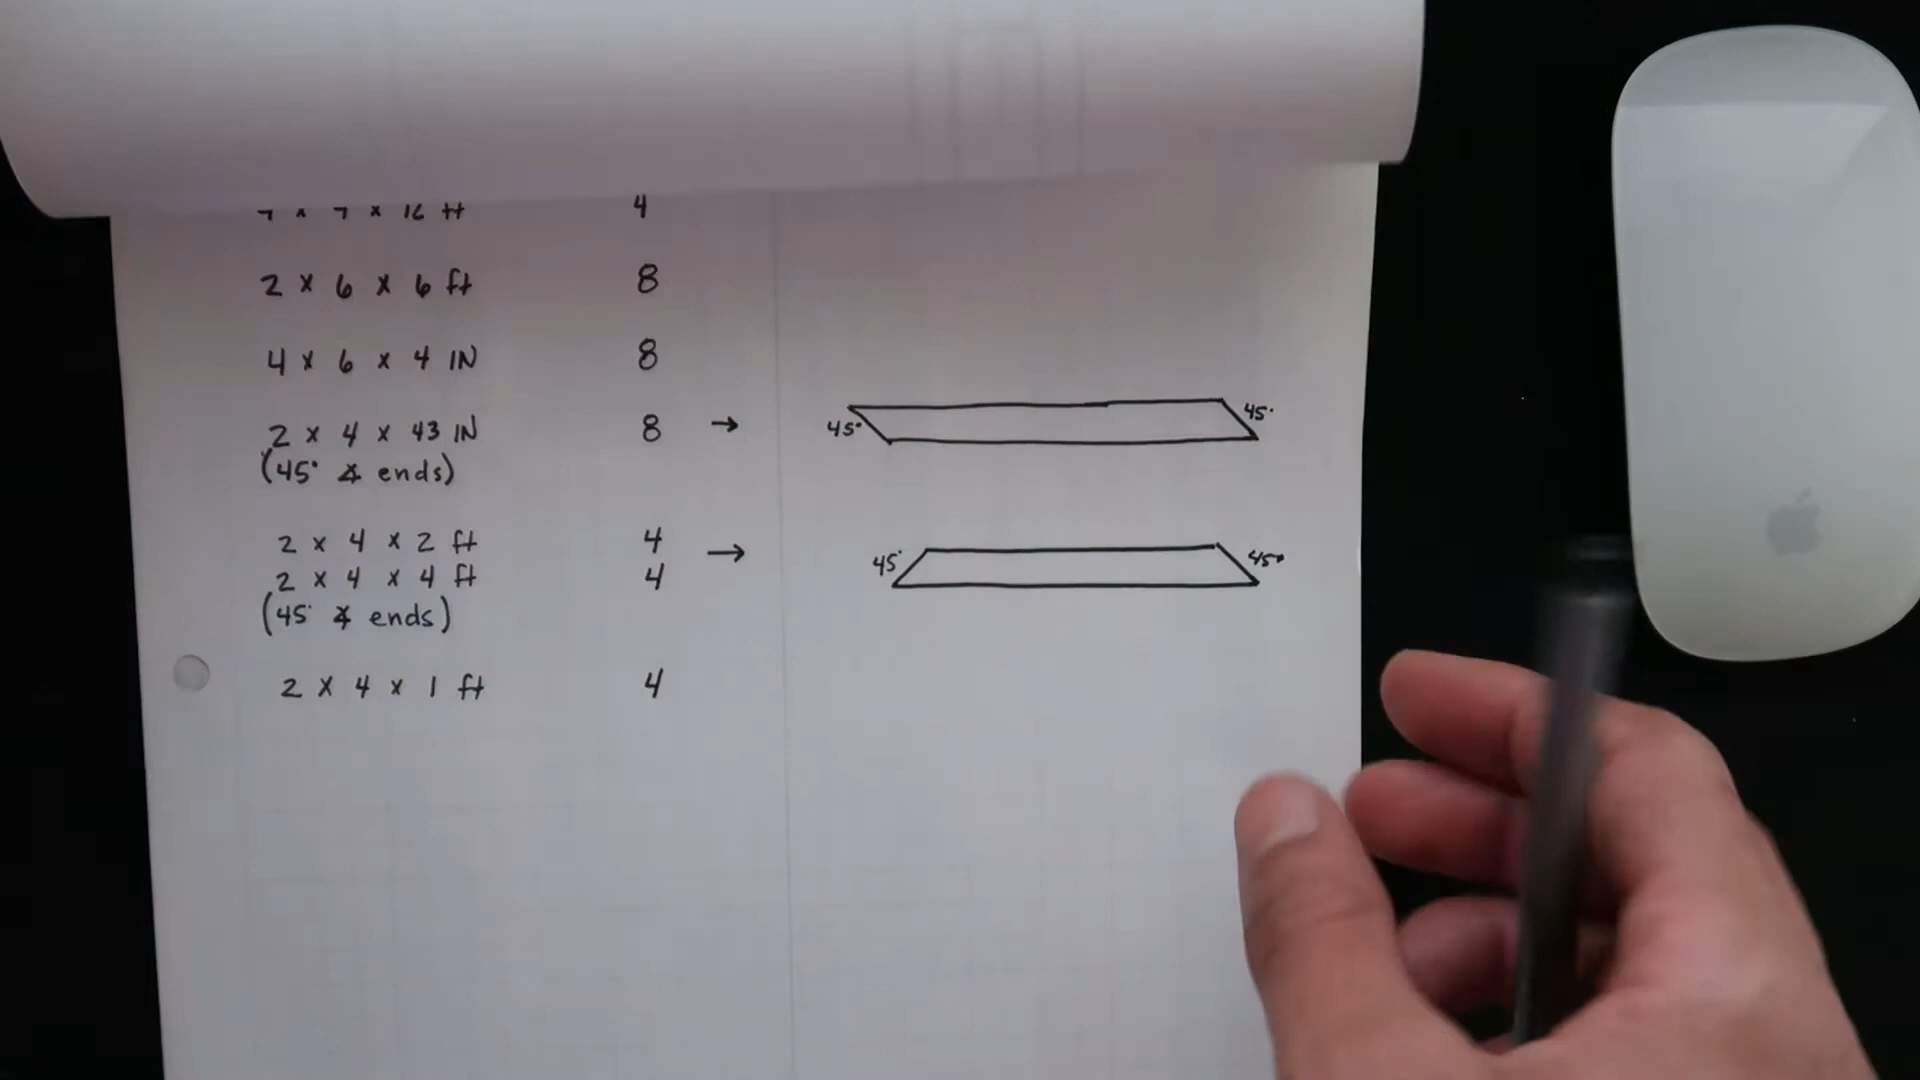 x 16 ft 4
2 x 6 x 6 ft 8
4 x 6 x 4 IN 8
2 x 4 x 43 IN 8 →
(45° ∡ ends)
45° 45°
2 x 4 x 2 ft 4 →
2 x 4 x 4 ft 4
(45° ∡ ends)
45° 45°
2 x 4 x 1 ft 4